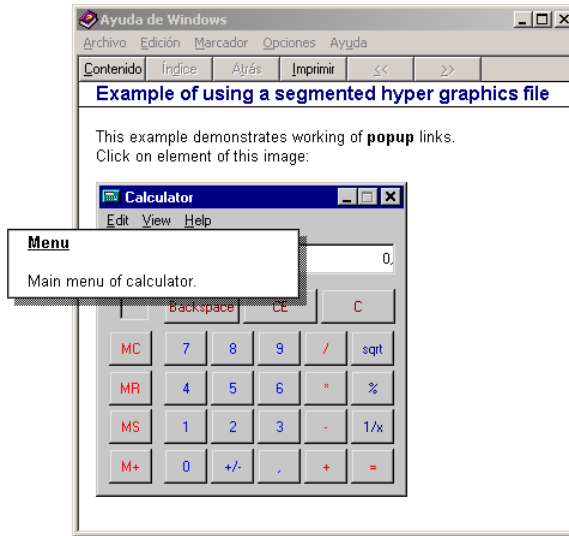 Ayuda de Windows
Archivo Edición Marcador Opciones Ayuda
Contenido Índice Atrás Imprimir << >>
Example of using a segmented hyper graphics file
This example demonstrates working of popup links.
Click on element of this image:
Calculator
Edit View Help
Menu
0,
Main menu of calculator.
Backspace CE C
MC 7 8 9 / sqrt
MR 4 5 6 * %
MS 1 2 3 - 1/x
M+ 0 +/- , + =